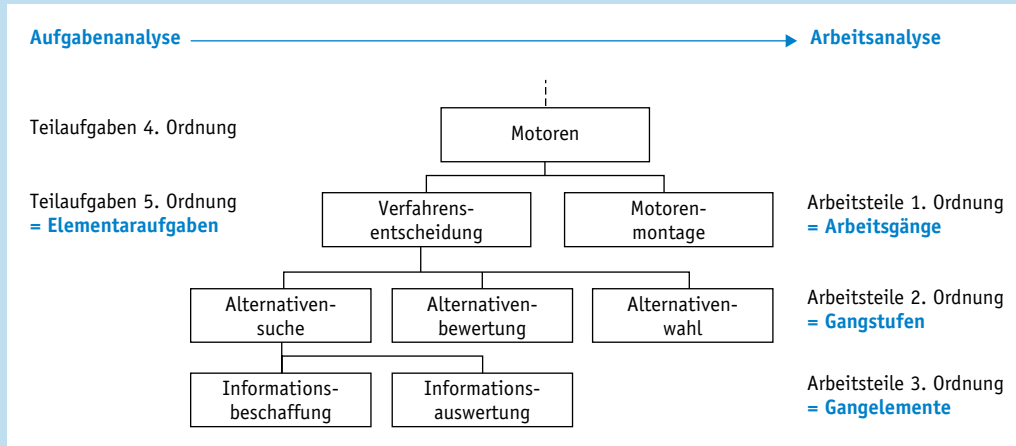 Aufgabenanalyse
Arbeitsanalyse
Teilaufgaben 4. Ordnung
Motoren
Teilaufgaben 5. Ordnung
= Elementaraufgaben
Verfahrens-
entscheidung
Motoren-
montage
Arbeitsteile 1. Ordnung
= Arbeitsgänge
Alternativen-
suche
Alternativen-
bewertung
Alternativen-
wahl
Arbeitsteile 2. Ordnung
= Gangstufen
Informations-
beschaffung
Informations-
auswertung
Arbeitsteile 3. Ordnung
= Gangelemente